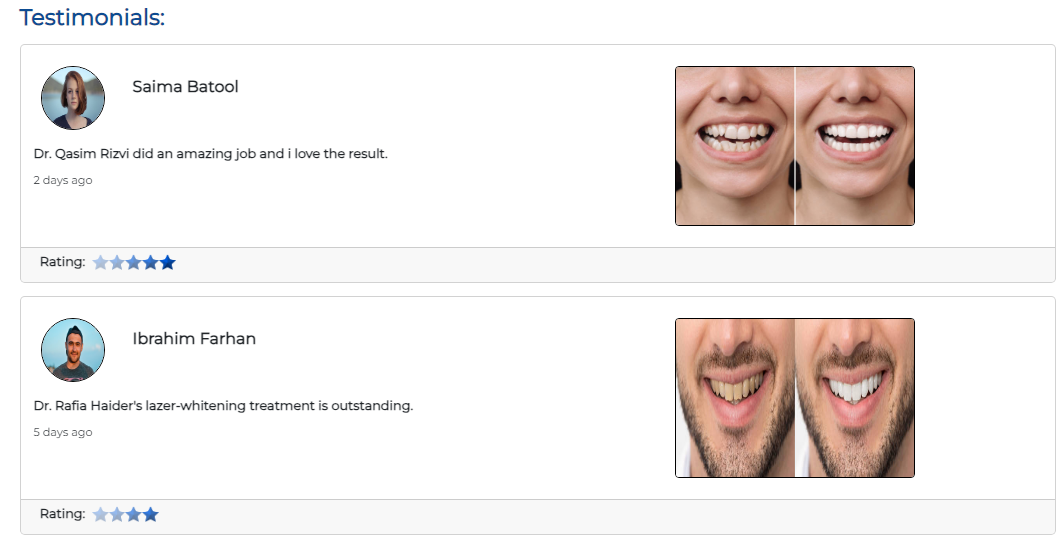 Testimonials:
Saima Batool
Dr. Qasim Rizvi did an amazing job and i love the result.
2 days ago
Rating:
Ibrahim Farhan
Dr. Rafia Haider's lazer-whitening treatment is outstanding.
5 days ago
Rating: